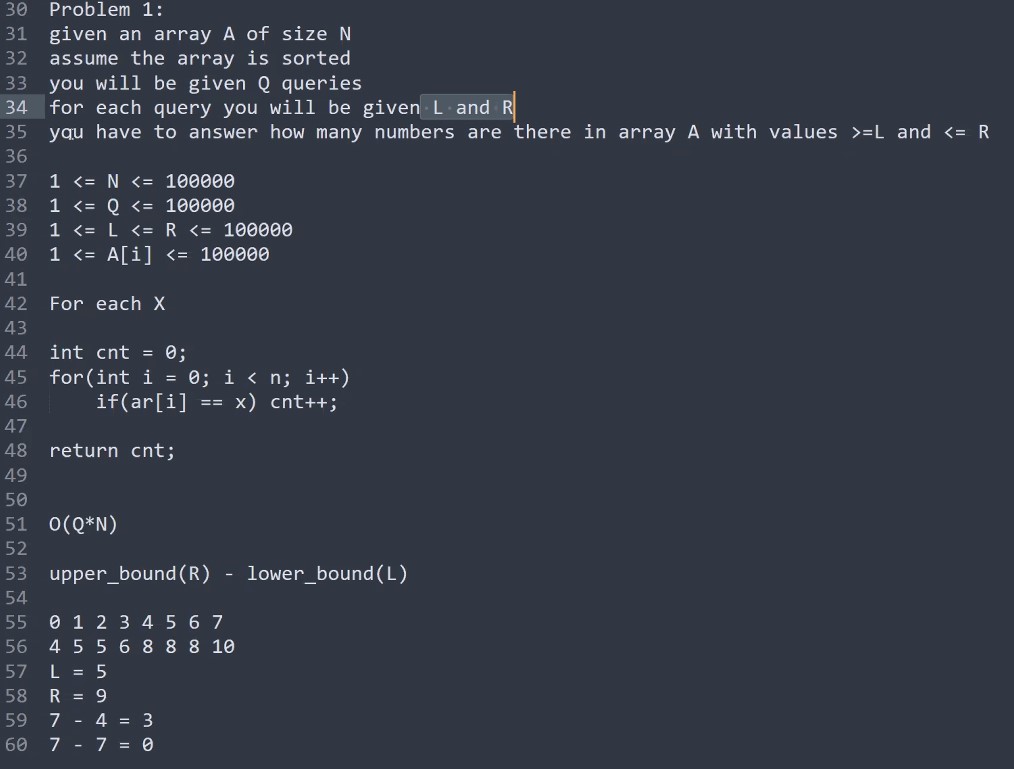 30 Problem 1:
31 given an array A of size N
32 assume the array is sorted
33 you will be given Q queries
34 for each query you will be given L and R
35 you have to answer how many numbers are there in array A with values >=L and <= R
36
37 1 <= N <= 100000
38 1 <= Q <= 100000
39 1 <= L <= R <= 100000
40 1 <= A[i] <= 100000
41
42 For each X
43
44 int cnt = 0;
45 for(int i = 0; i < n; i++)
46     if(ar[i] == x) cnt++;
47
48 return cnt;
49
50
51 O(Q*N)
52
53 upper_bound(R) - lower_bound(L)
54
55 0 1 2 3 4 5 6 7
56 4 5 5 6 8 8 8 10
57 L = 5
58 R = 9
59 7 - 4 = 3
60 7 - 7 = 0